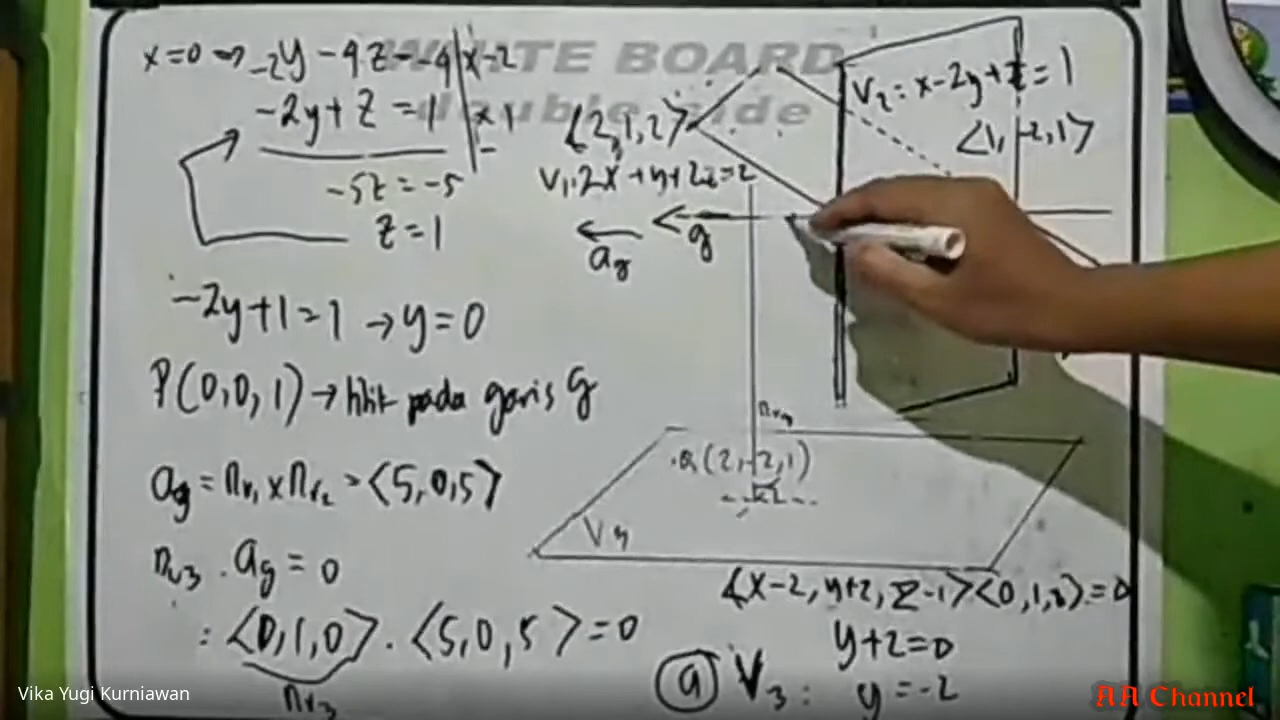 WHITE BOARD
double side
x=0 → -2y - 4z = -4 | x-2
-2y + z = 1 | x 1
-
-5z = -5
z = 1
-2y+1=1 → y=0
P(0,0,1) → titik pada garis g
ag = nv1 x nv2 = <5,0,5>
nv3 . ag = 0
: <0,1,0> . <5,0,5> = 0
nv3
<2,1,2>
V1: 2x+y+2z=2
g
ag
V2: x-2y+z=1
<1,-2,1>
.Q(2,-2,1)
<x-2, y+2, z-1><0,1,0>=0
y+2=0
(a) V3: y=-2
Vika Yugi Kurniawan
AA Channel